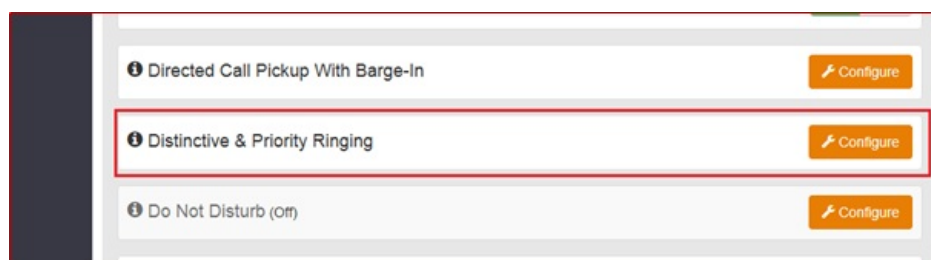 Directed Call Pickup With Barge-In
Configure
Distinctive & Priority Ringing
Configure
Do Not Disturb (Off)
Configure